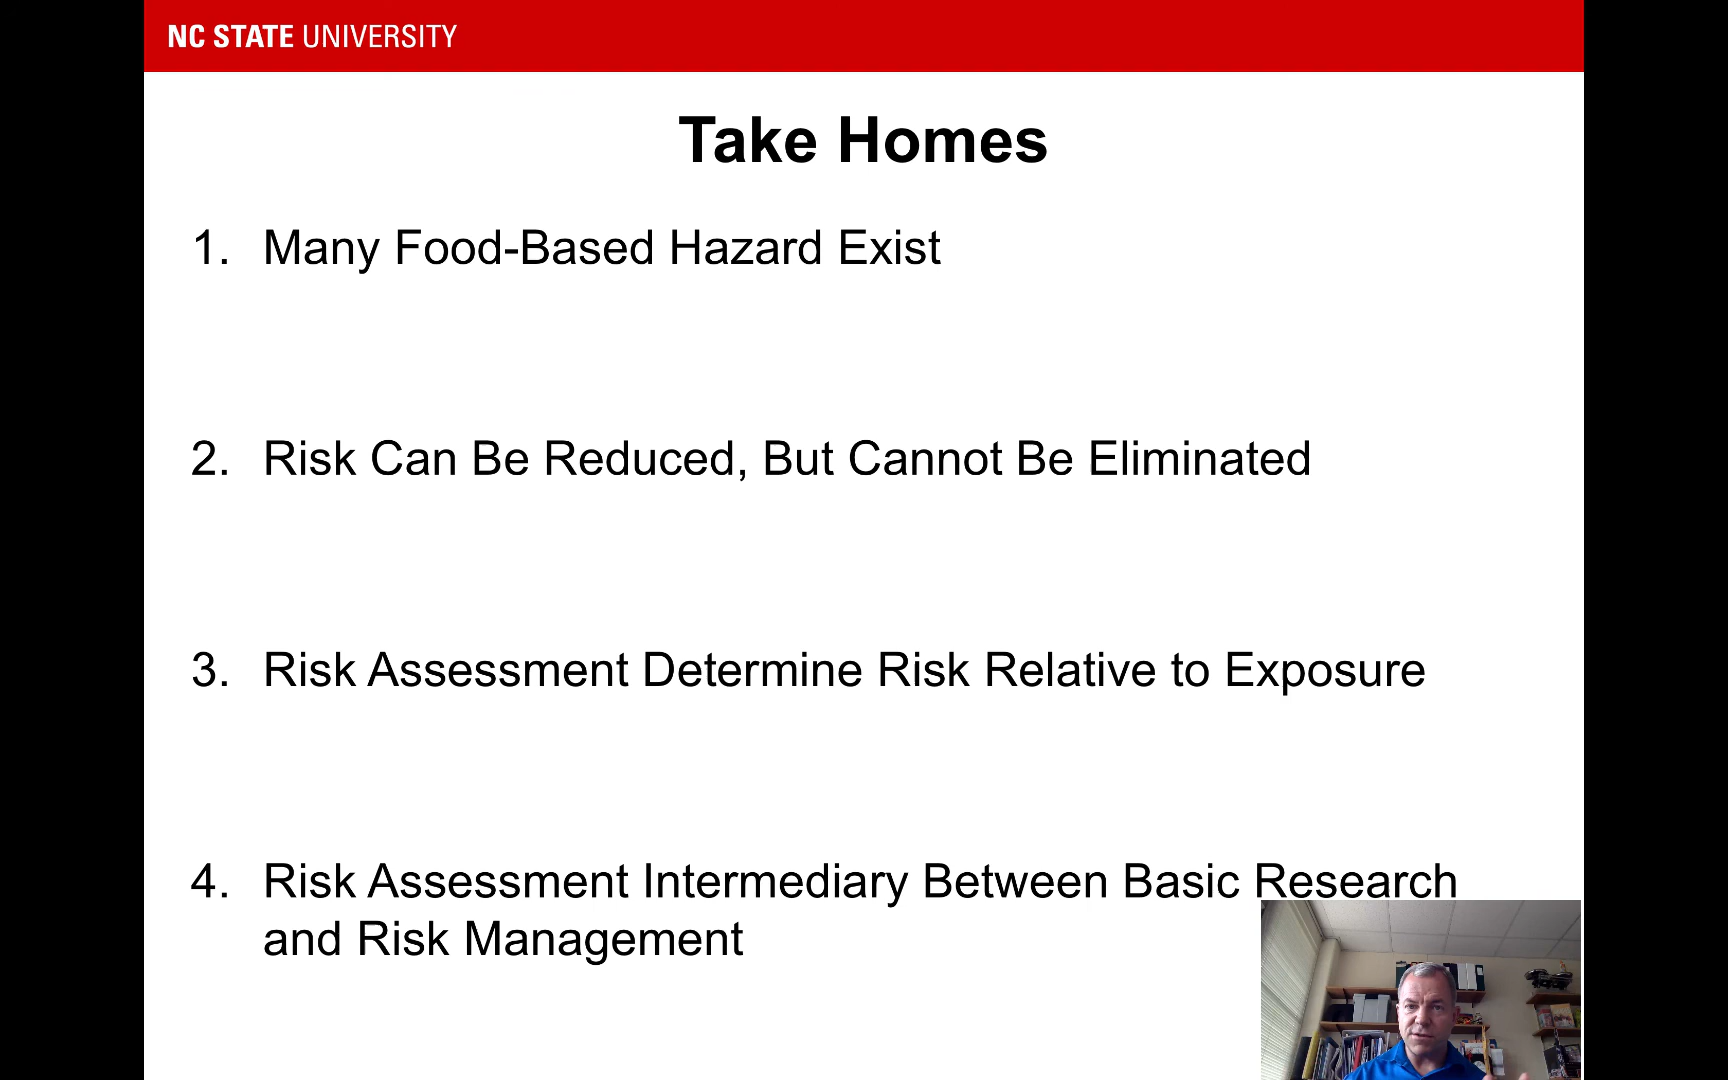 NC STATE UNIVERSITY
Take Homes
1. Many Food-Based Hazard Exist
2. Risk Can Be Reduced, But Cannot Be Eliminated
3. Risk Assessment Determine Risk Relative to Exposure
4. Risk Assessment Intermediary Between Basic Research
and Risk Management